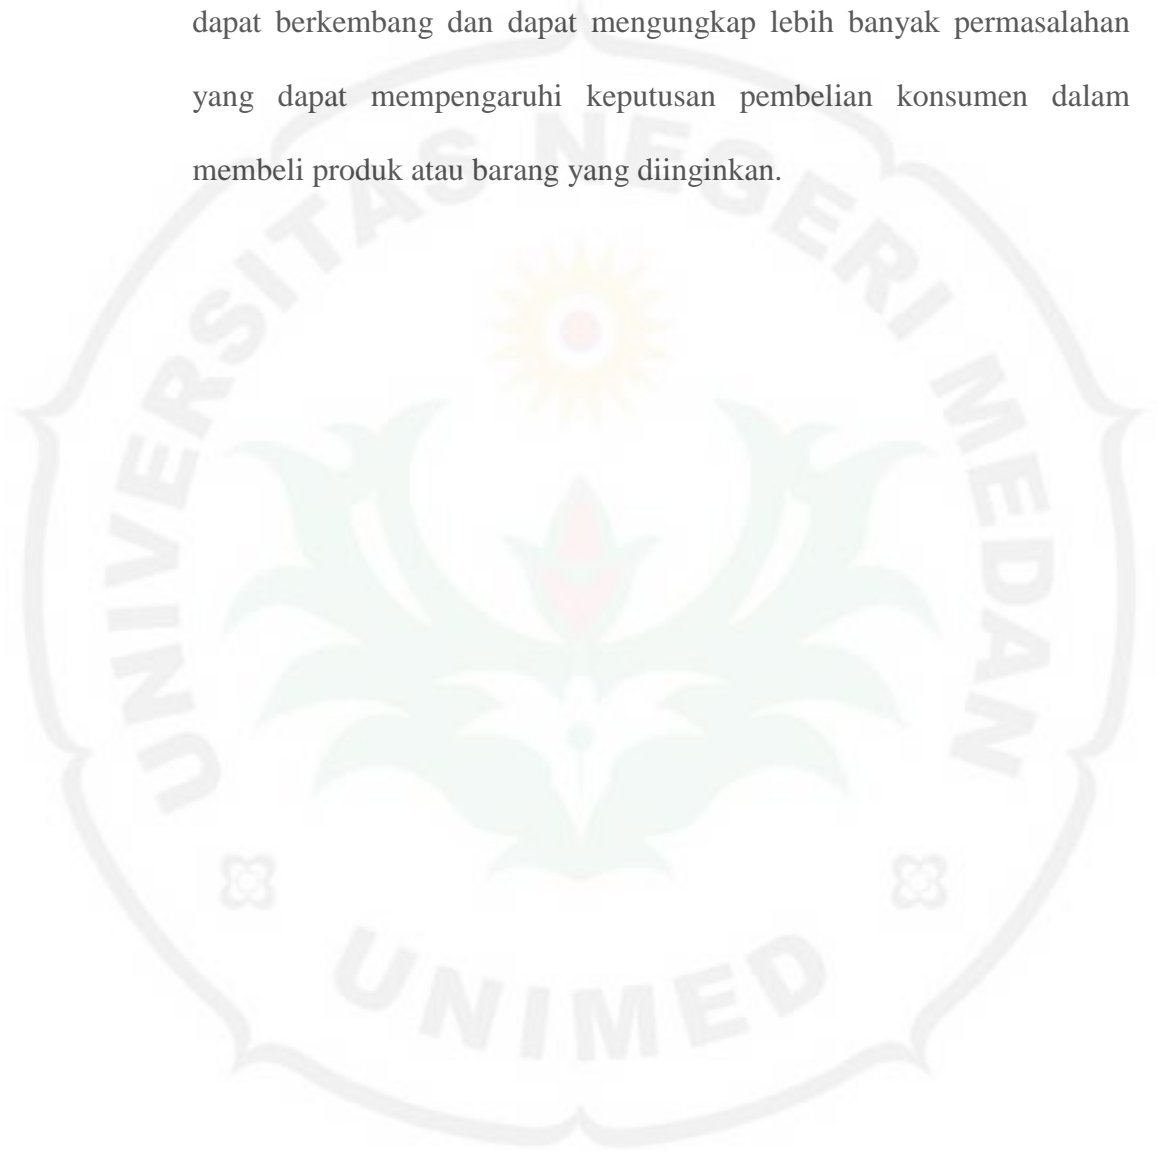 dapat berkembang dan dapat mengungkap lebih banyak permasalahan
yang dapat mempengaruhi keputusan pembelian konsumen dalam
membeli produk atau barang yang diinginkan.
UNIVERSITAS NEGERI MEDAN
UNIMED